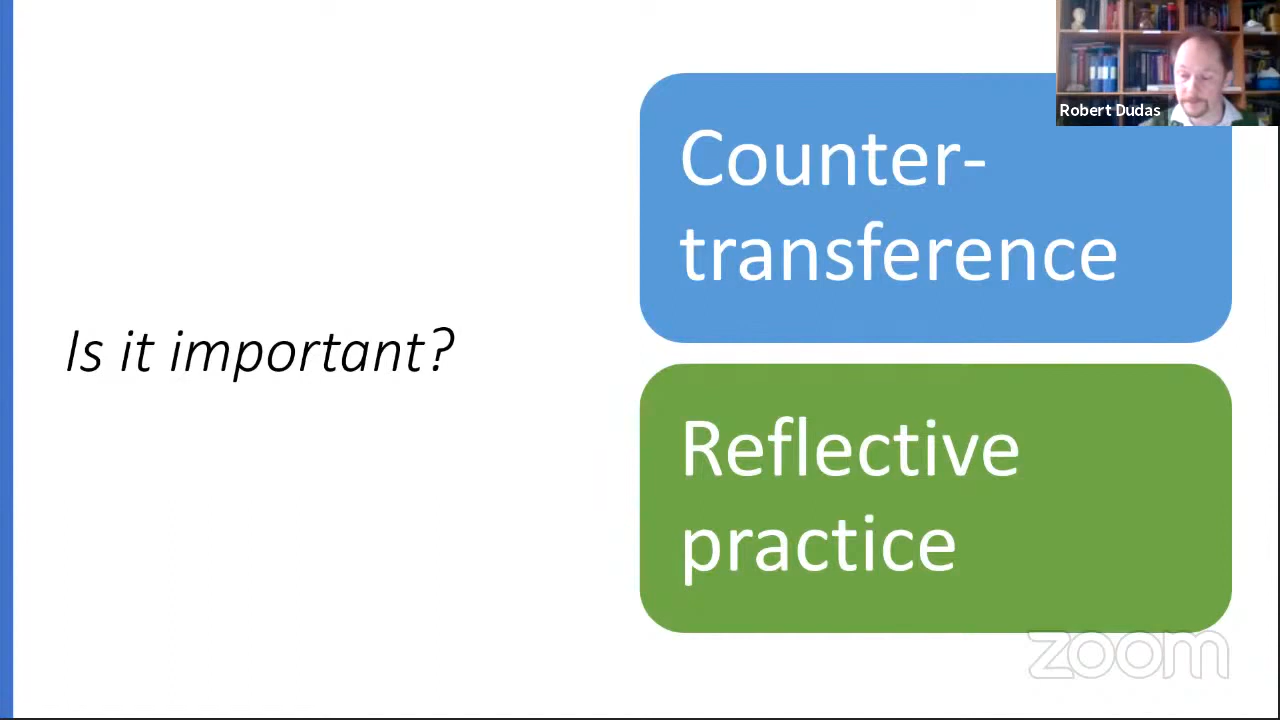 Robert Dudas
Counter-
transference
Is it important?
Reflective
practice
zoom